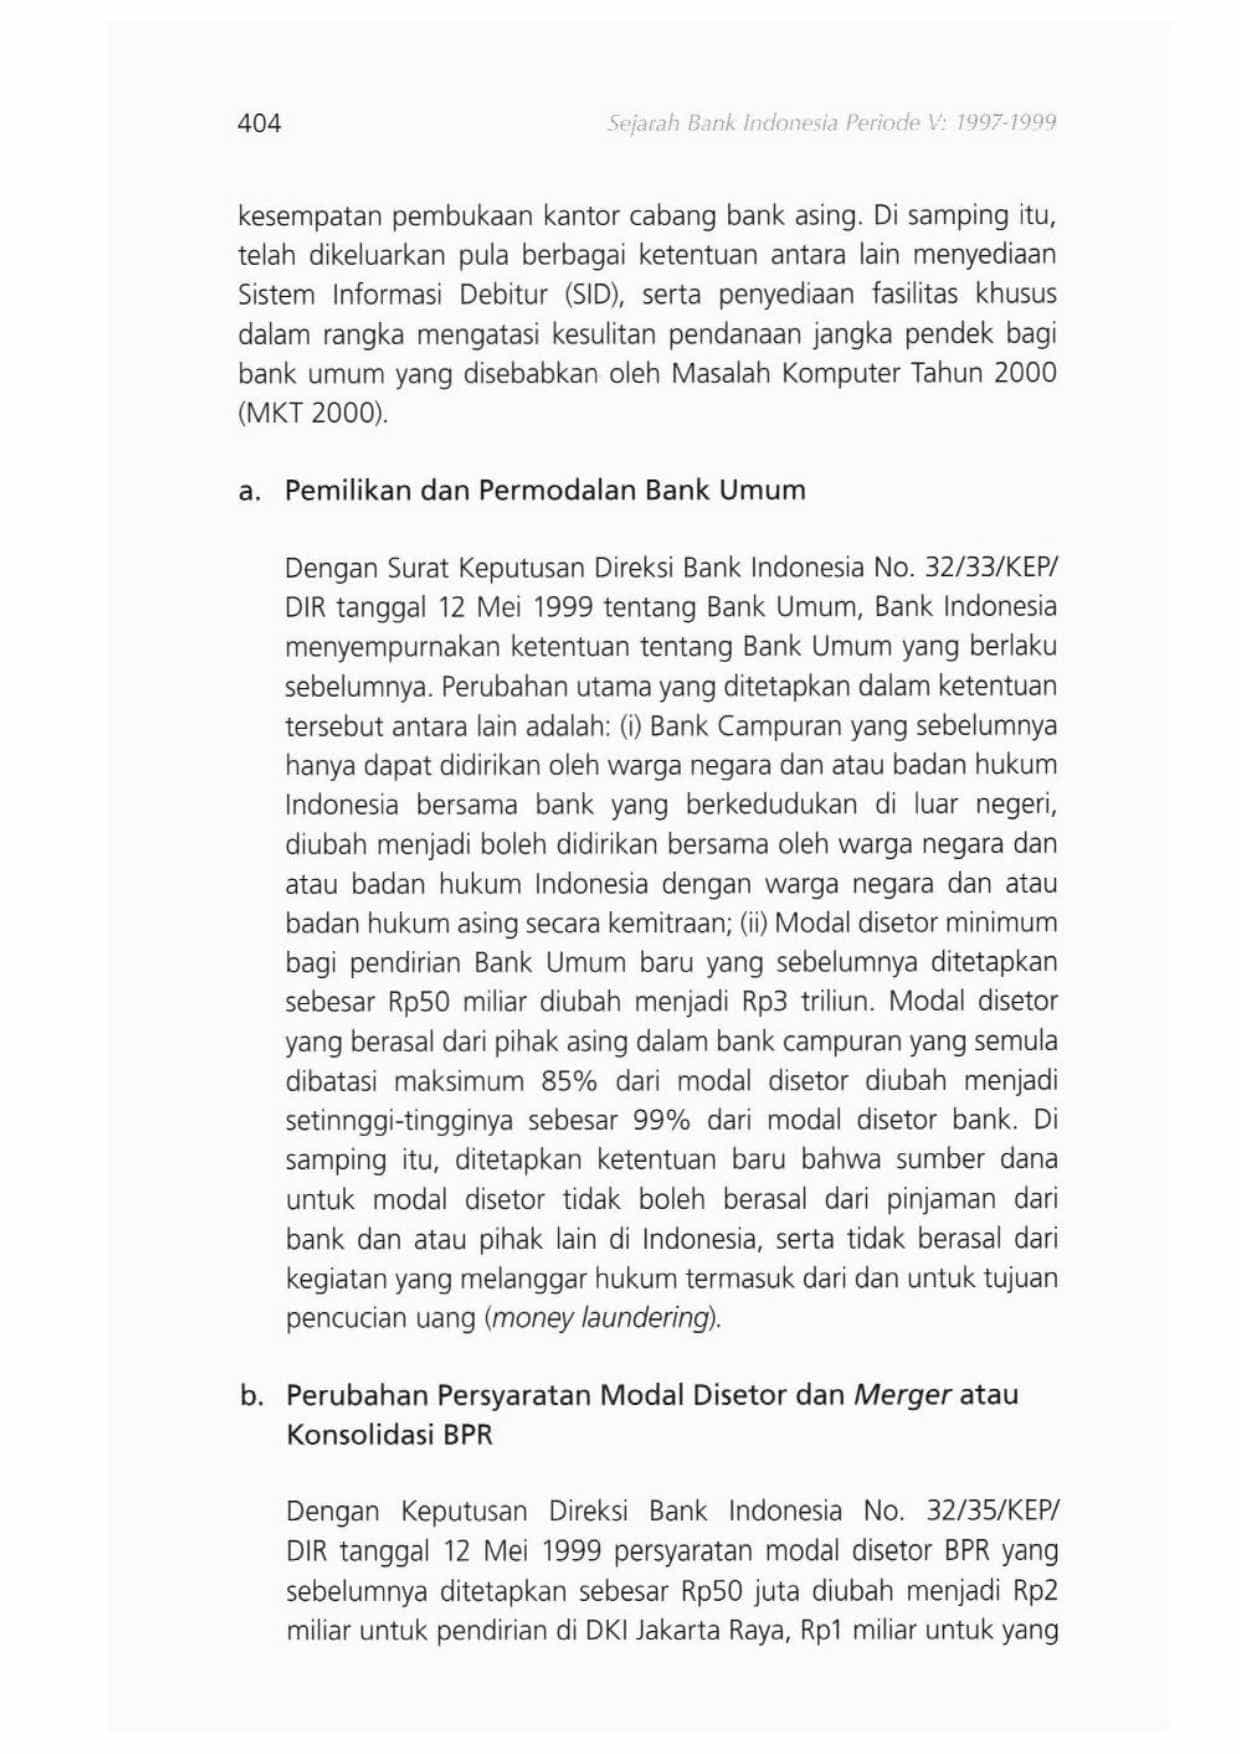 404
Sejarah Bank Indonesia Periode V: 1997-1999
kesempatan pembukaan kantor cabang bank asing. Di samping itu,
telah dikeluarkan pula berbagai ketentuan antara lain menyediaan
Sistem Informasi Debitur (SID), serta penyediaan fasilitas khusus
dalam rangka mengatasi kesulitan pendanaan jangka pendek bagi
bank umum yang disebabkan oleh Masalah Komputer Tahun 2000
(MKT 2000).
a. Pemilikan dan Permodalan Bank Umum
Dengan Surat Keputusan Direksi Bank Indonesia No. 32/33/KEP/
DIR tanggal 12 Mei 1999 tentang Bank Umum, Bank Indonesia
menyempurnakan ketentuan tentang Bank Umum yang berlaku
sebelumnya. Perubahan utama yang ditetapkan dalam ketentuan
tersebut antara lain adalah: (i) Bank Campuran yang sebelumnya
hanya dapat didirikan oleh warga negara dan atau badan hukum
Indonesia bersama bank yang berkedudukan di luar negeri,
diubah menjadi boleh didirikan bersama oleh warga negara dan
atau badan hukum Indonesia dengan warga negara dan atau
badan hukum asing secara kemitraan; (ii) Modal disetor minimum
bagi pendirian Bank Umum baru yang sebelumnya ditetapkan
sebesar Rp50 miliar diubah menjadi Rp3 triliun. Modal disetor
yang berasal dari pihak asing dalam bank campuran yang semula
dibatasi maksimum 85% dari modal disetor diubah menjadi
setinnggi-tingginya sebesar 99% dari modal disetor bank. Di
samping itu, ditetapkan ketentuan baru bahwa sumber dana
untuk modal disetor tidak boleh berasal dari pinjaman dari
bank dan atau pihak lain di Indonesia, serta tidak berasal dari
kegiatan yang melanggar hukum termasuk dari dan untuk tujuan
pencucian uang (money laundering).
b. Perubahan Persyaratan Modal Disetor dan Merger atau
Konsolidasi BPR
Dengan Keputusan Direksi Bank Indonesia No. 32/35/KEP/
DIR tanggal 12 Mei 1999 persyaratan modal disetor BPR yang
sebelumnya ditetapkan sebesar Rp50 juta diubah menjadi Rp2
miliar untuk pendirian di DKI Jakarta Raya, Rp1 miliar untuk yang